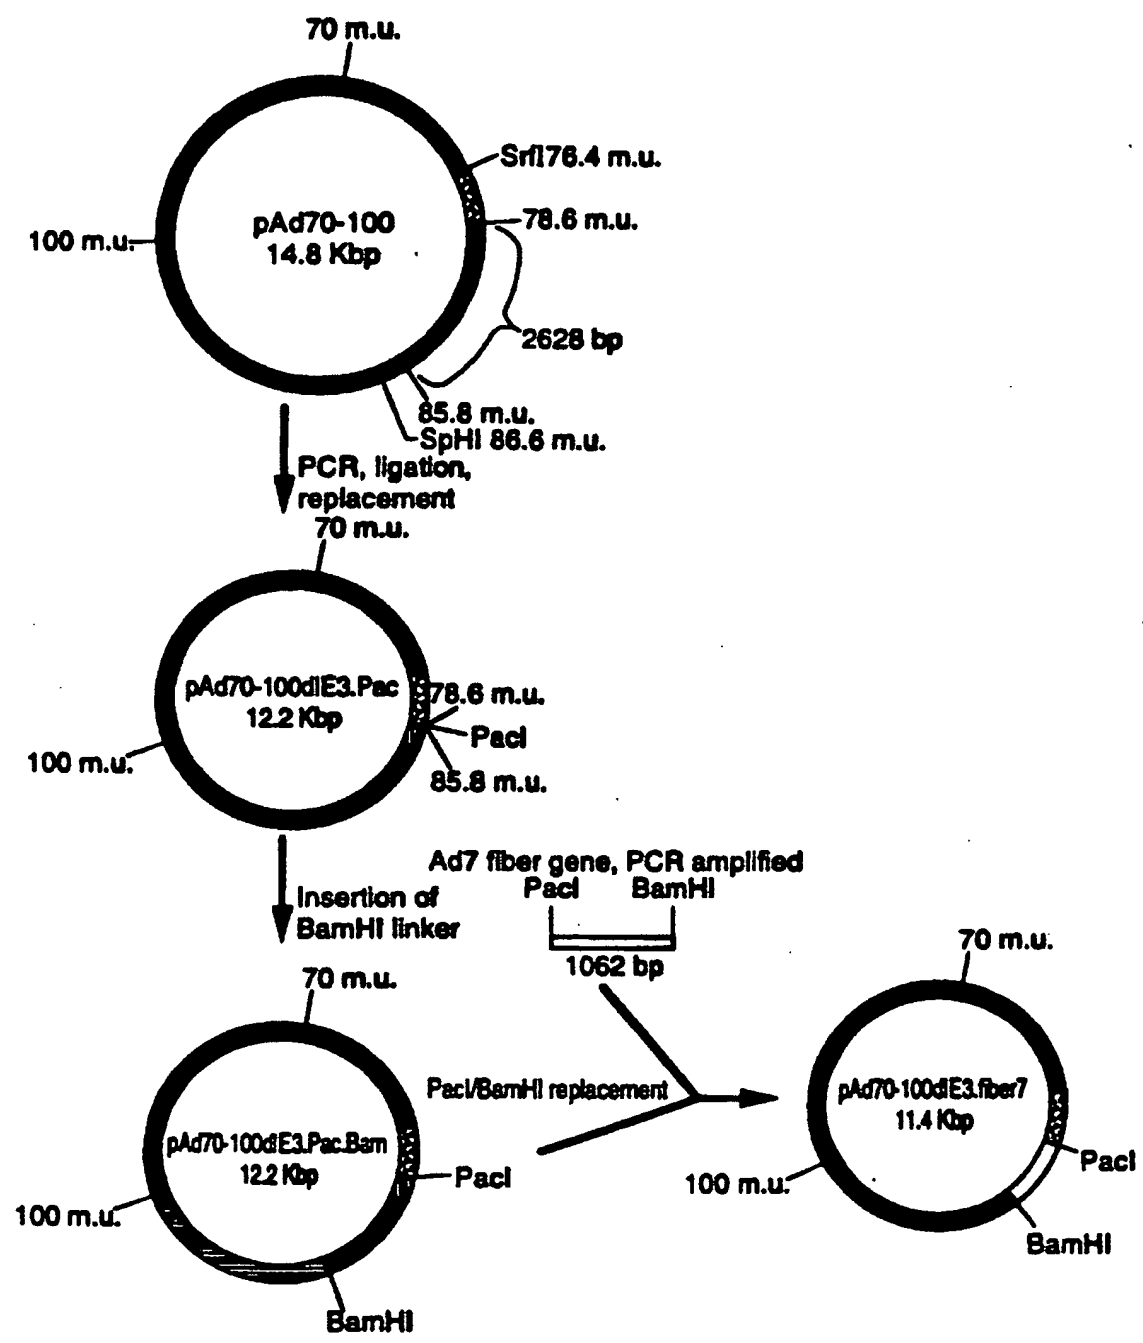 70 m.u.
SrfI76.4 m.u.
78.6 m.u.
pAd70-100
14.8 Kbp
100 m.u.
2628 bp
85.8 m.u.
SpHI 86.6 m.u.
PCR, ligation,
replacement
70 m.u.
pAd70-100dlE3.Pac
12.2 Kbp
78.6 m.u.
PacI
85.8 m.u.
100 m.u.
Insertion of
BamHI linker
Ad7 fiber gene, PCR amplified
PacI BamHI
1062 bp
70 m.u.
pAd70-100dlE3.Pac.Bam
12.2 Kbp
PacI
100 m.u.
BamHI
PacI/BamHI replacement
70 m.u.
pAd70-100dlE3.fiber7
11.4 Kbp
PacI
100 m.u.
BamHI